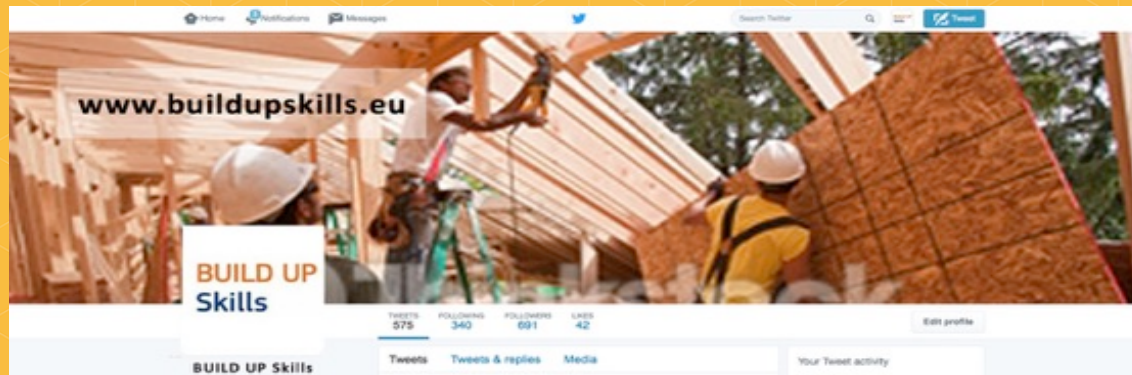 Home Notifications Messages Search Twitter Tweet
www.buildupskills.eu
BUILD UP
Skills
Thinkstock
TWEETS FOLLOWING FOLLOWERS LIKES
575 340 691 42
Edit profile
BUILD UP Skills
Tweets Tweets & replies Media
Your Tweet activity